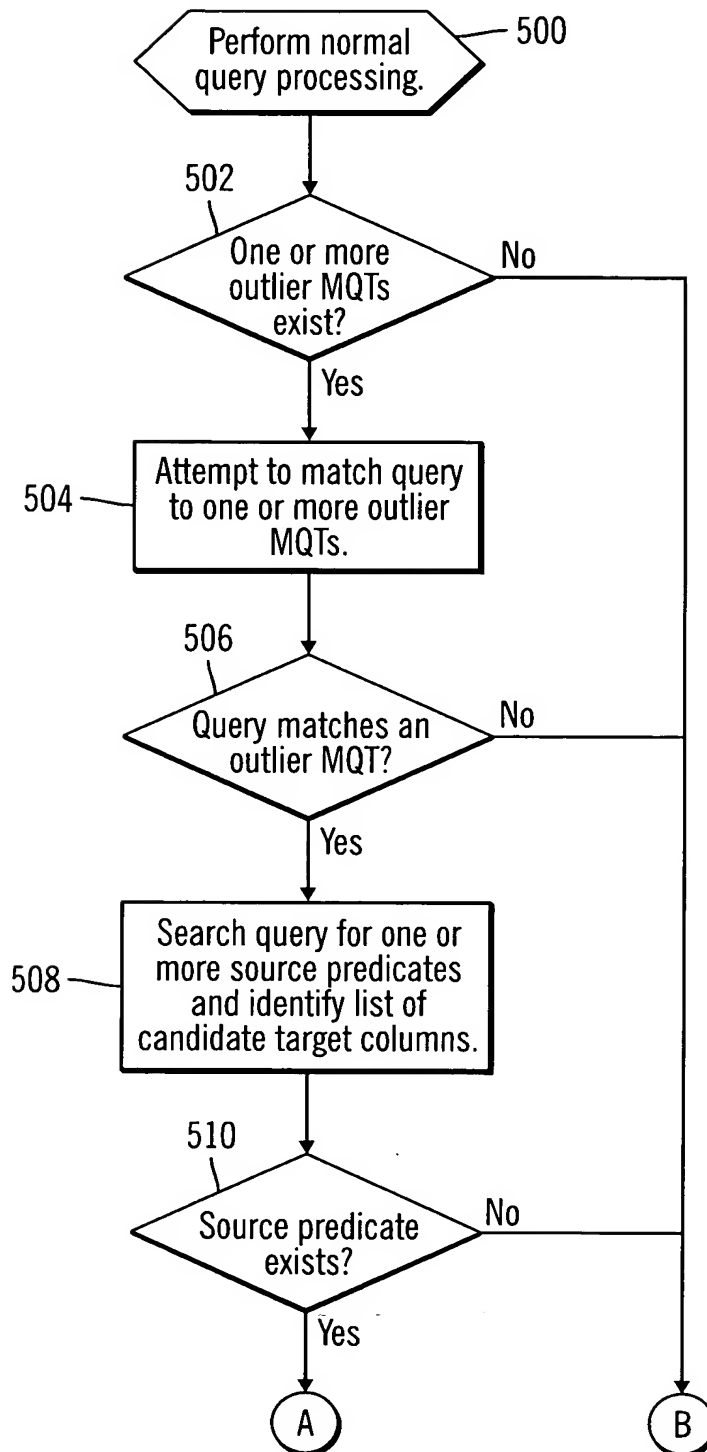 Perform normal
query processing.
500
502
One or more
outlier MQTs
exist?
No
Yes
504
Attempt to match query
to one or more outlier
MQTs.
506
Query matches an
outlier MQT?
No
Yes
508
Search query for one or
more source predicates
and identify list of
candidate target columns.
510
Source predicate
exists?
No
Yes
A
B